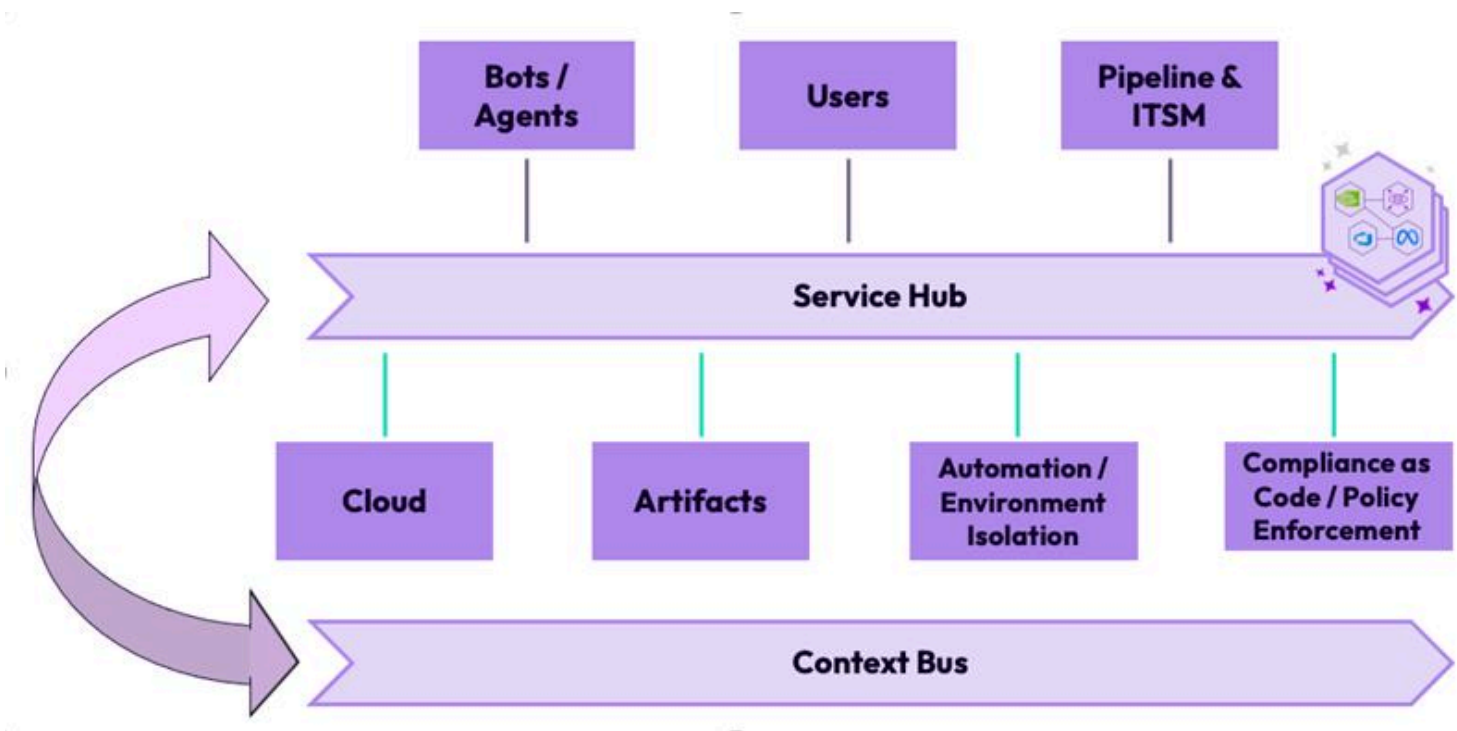 Bots /
Agents
Users
Pipeline &
ITSM
Service Hub
Cloud
Artifacts
Automation /
Environment
Isolation
Compliance as
Code / Policy
Enforcement
Context Bus